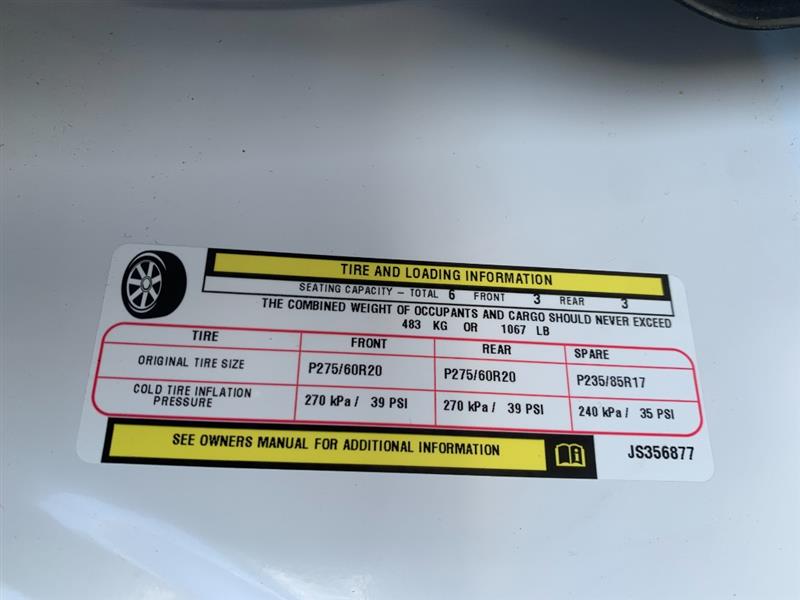 TIRE AND LOADING INFORMATION
SEATING CAPACITY – TOTAL 6 FRONT 3 REAR 3
THE COMBINED WEIGHT OF OCCUPANTS AND CARGO SHOULD NEVER EXCEED
483 KG OR 1067 LB
TIRE FRONT REAR SPARE
ORIGINAL TIRE SIZE P275/60R20 P275/60R20 P235/85R17
COLD TIRE INFLATION
PRESSURE 270 kPa / 39 PSI 270 kPa / 39 PSI 240 kPa / 35 PSI
SEE OWNERS MANUAL FOR ADDITIONAL INFORMATION
JS356877